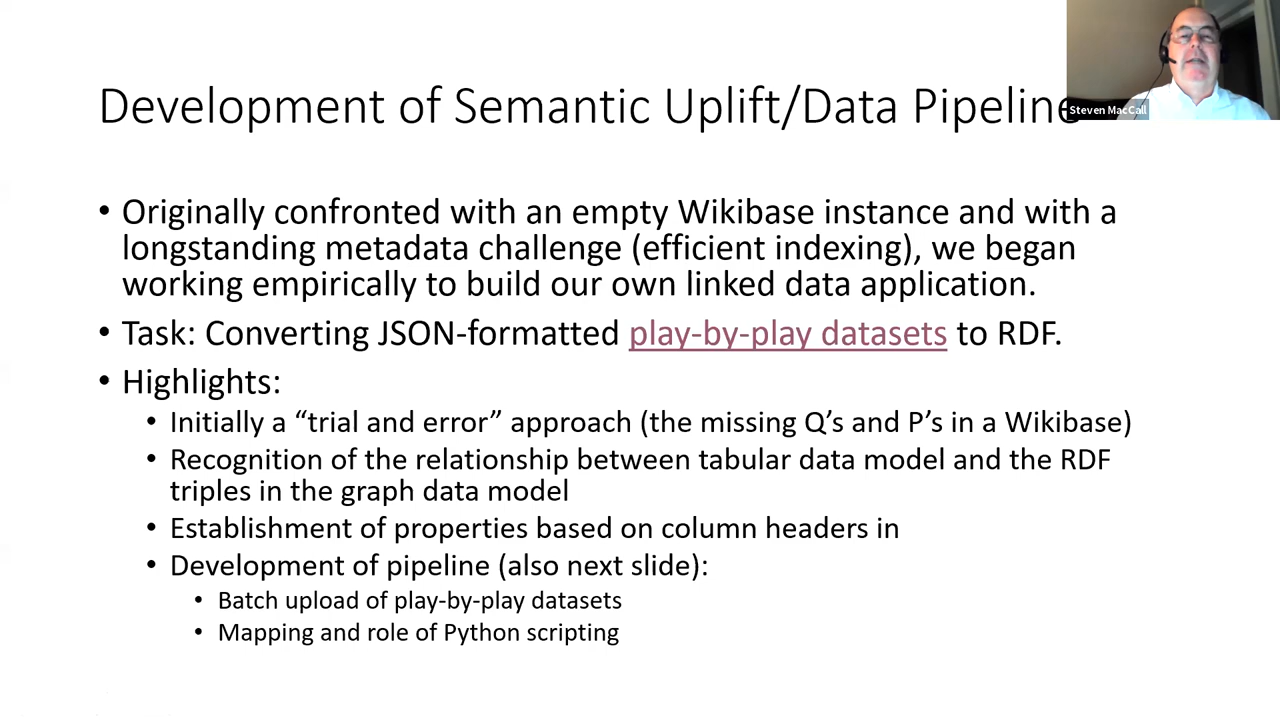 Development of Semantic Uplift/Data Pipeline
Steven MacCall
• Originally confronted with an empty Wikibase instance and with a
longstanding metadata challenge (efficient indexing), we began
working empirically to build our own linked data application.
• Task: Converting JSON-formatted play-by-play datasets to RDF.
• Highlights:
• Initially a “trial and error” approach (the missing Q’s and P’s in a Wikibase)
• Recognition of the relationship between tabular data model and the RDF
triples in the graph data model
• Establishment of properties based on column headers in
• Development of pipeline (also next slide):
• Batch upload of play-by-play datasets
• Mapping and role of Python scripting